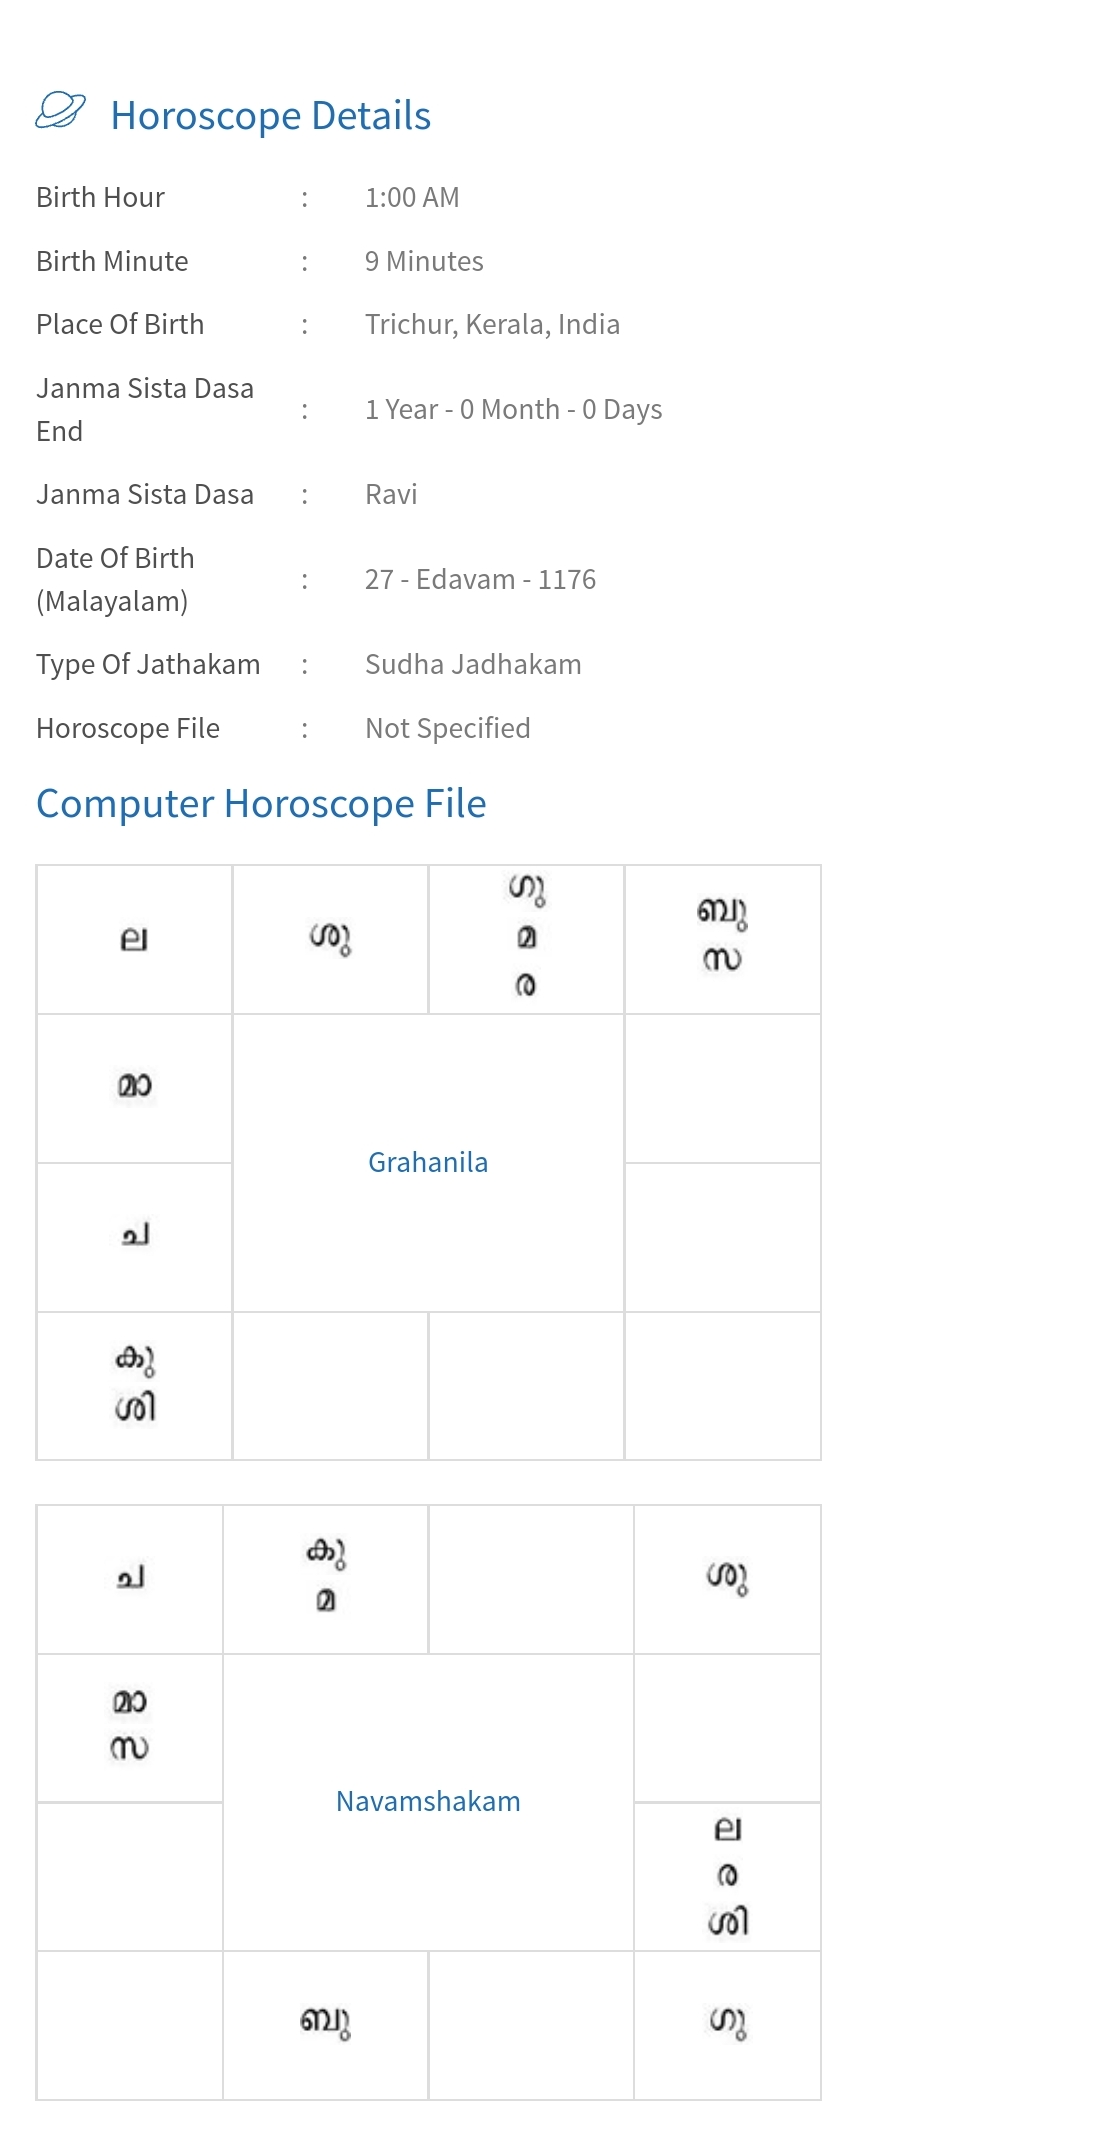 Horoscope Details
Birth Hour : 1:00 AM
Birth Minute : 9 Minutes
Place Of Birth : Trichur, Kerala, India
Janma Sista Dasa
End : 1 Year - 0 Month - 0 Days
Janma Sista Dasa : Ravi
Date Of Birth
(Malayalam) : 27 - Edavam - 1176
Type Of Jathakam : Sudha Jadhakam
Horoscope File : Not Specified
Computer Horoscope File
ല
ശു
ഗു
മ
ര
ബു
സ
മാ
Grahanila
ച
കു
ശി
ച
കു
മ
ശു
മാ
സ
Navamshakam
ല
ര
ശി
ബു
ഗു